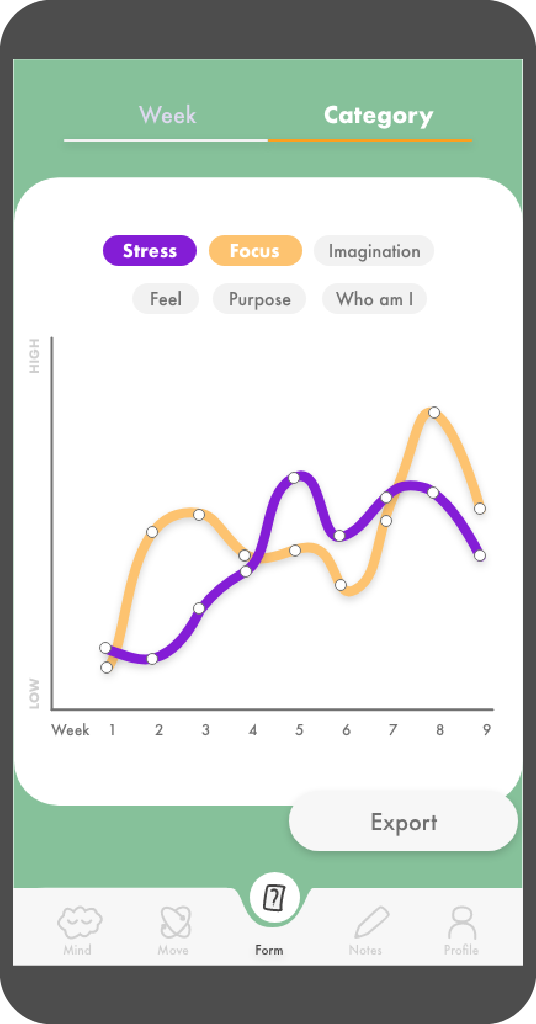 Week Category
Stress Focus Imagination
Feel Purpose Who am I
HIGH
LOW
Week 1 2 3 4 5 6 7 8 9
Export
?
Mind Move Form Notes Profile